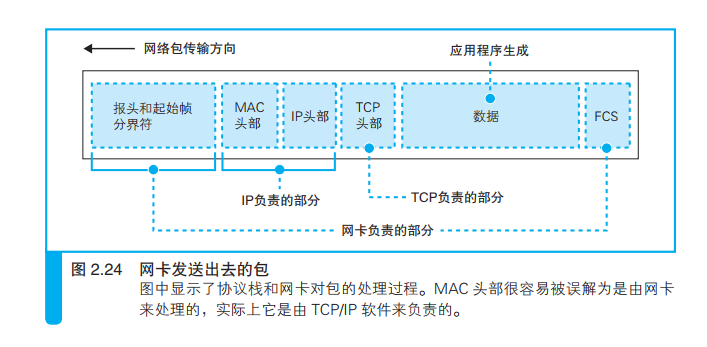 网络包传输方向
应用程序生成
报头和起始帧
分界符
MAC
头部
IP头部
TCP
头部
数据
FCS
IP负责的部分
TCP负责的部分
网卡负责的部分
图 2.24 网卡发送出去的包
图中显示了协议栈和网卡对包的处理过程。MAC 头部很容易被误解为是由网卡
来处理的，实际上它是由 TCP/IP 软件来负责的。